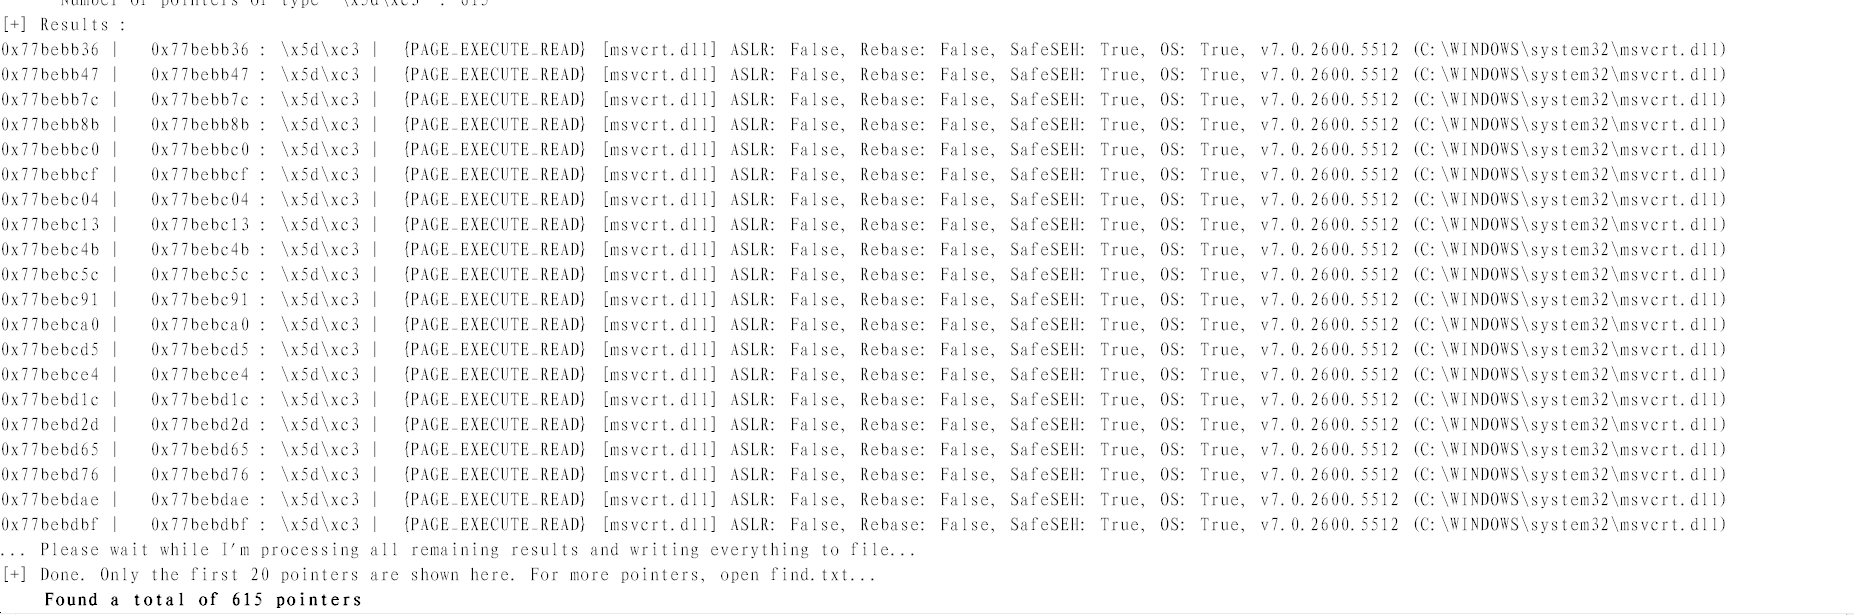 Number of pointers of type '\x5d\xc3' : 615
[+] Results :
0x77bebb36 | 0x77bebb36 : \x5d\xc3 | {PAGE_EXECUTE_READ} [msvcrt.dll] ASLR: False, Rebase: False, SafeSEH: True, OS: True, v7.0.2600.5512 (C:\WINDOWS\system32\msvcrt.dll)
0x77bebb47 | 0x77bebb47 : \x5d\xc3 | {PAGE_EXECUTE_READ} [msvcrt.dll] ASLR: False, Rebase: False, SafeSEH: True, OS: True, v7.0.2600.5512 (C:\WINDOWS\system32\msvcrt.dll)
0x77bebb7c | 0x77bebb7c : \x5d\xc3 | {PAGE_EXECUTE_READ} [msvcrt.dll] ASLR: False, Rebase: False, SafeSEH: True, OS: True, v7.0.2600.5512 (C:\WINDOWS\system32\msvcrt.dll)
0x77bebb8b | 0x77bebb8b : \x5d\xc3 | {PAGE_EXECUTE_READ} [msvcrt.dll] ASLR: False, Rebase: False, SafeSEH: True, OS: True, v7.0.2600.5512 (C:\WINDOWS\system32\msvcrt.dll)
0x77bebbc0 | 0x77bebbc0 : \x5d\xc3 | {PAGE_EXECUTE_READ} [msvcrt.dll] ASLR: False, Rebase: False, SafeSEH: True, OS: True, v7.0.2600.5512 (C:\WINDOWS\system32\msvcrt.dll)
0x77bebbcf | 0x77bebbcf : \x5d\xc3 | {PAGE_EXECUTE_READ} [msvcrt.dll] ASLR: False, Rebase: False, SafeSEH: True, OS: True, v7.0.2600.5512 (C:\WINDOWS\system32\msvcrt.dll)
0x77bebc04 | 0x77bebc04 : \x5d\xc3 | {PAGE_EXECUTE_READ} [msvcrt.dll] ASLR: False, Rebase: False, SafeSEH: True, OS: True, v7.0.2600.5512 (C:\WINDOWS\system32\msvcrt.dll)
0x77bebc13 | 0x77bebc13 : \x5d\xc3 | {PAGE_EXECUTE_READ} [msvcrt.dll] ASLR: False, Rebase: False, SafeSEH: True, OS: True, v7.0.2600.5512 (C:\WINDOWS\system32\msvcrt.dll)
0x77bebc4b | 0x77bebc4b : \x5d\xc3 | {PAGE_EXECUTE_READ} [msvcrt.dll] ASLR: False, Rebase: False, SafeSEH: True, OS: True, v7.0.2600.5512 (C:\WINDOWS\system32\msvcrt.dll)
0x77bebc5c | 0x77bebc5c : \x5d\xc3 | {PAGE_EXECUTE_READ} [msvcrt.dll] ASLR: False, Rebase: False, SafeSEH: True, OS: True, v7.0.2600.5512 (C:\WINDOWS\system32\msvcrt.dll)
0x77bebc91 | 0x77bebc91 : \x5d\xc3 | {PAGE_EXECUTE_READ} [msvcrt.dll] ASLR: False, Rebase: False, SafeSEH: True, OS: True, v7.0.2600.5512 (C:\WINDOWS\system32\msvcrt.dll)
0x77bebca0 | 0x77bebca0 : \x5d\xc3 | {PAGE_EXECUTE_READ} [msvcrt.dll] ASLR: False, Rebase: False, SafeSEH: True, OS: True, v7.0.2600.5512 (C:\WINDOWS\system32\msvcrt.dll)
0x77bebcd5 | 0x77bebcd5 : \x5d\xc3 | {PAGE_EXECUTE_READ} [msvcrt.dll] ASLR: False, Rebase: False, SafeSEH: True, OS: True, v7.0.2600.5512 (C:\WINDOWS\system32\msvcrt.dll)
0x77bebce4 | 0x77bebce4 : \x5d\xc3 | {PAGE_EXECUTE_READ} [msvcrt.dll] ASLR: False, Rebase: False, SafeSEH: True, OS: True, v7.0.2600.5512 (C:\WINDOWS\system32\msvcrt.dll)
0x77bebd1c | 0x77bebd1c : \x5d\xc3 | {PAGE_EXECUTE_READ} [msvcrt.dll] ASLR: False, Rebase: False, SafeSEH: True, OS: True, v7.0.2600.5512 (C:\WINDOWS\system32\msvcrt.dll)
0x77bebd2d | 0x77bebd2d : \x5d\xc3 | {PAGE_EXECUTE_READ} [msvcrt.dll] ASLR: False, Rebase: False, SafeSEH: True, OS: True, v7.0.2600.5512 (C:\WINDOWS\system32\msvcrt.dll)
0x77bebd65 | 0x77bebd65 : \x5d\xc3 | {PAGE_EXECUTE_READ} [msvcrt.dll] ASLR: False, Rebase: False, SafeSEH: True, OS: True, v7.0.2600.5512 (C:\WINDOWS\system32\msvcrt.dll)
0x77bebd76 | 0x77bebd76 : \x5d\xc3 | {PAGE_EXECUTE_READ} [msvcrt.dll] ASLR: False, Rebase: False, SafeSEH: True, OS: True, v7.0.2600.5512 (C:\WINDOWS\system32\msvcrt.dll)
0x77bebdae | 0x77bebdae : \x5d\xc3 | {PAGE_EXECUTE_READ} [msvcrt.dll] ASLR: False, Rebase: False, SafeSEH: True, OS: True, v7.0.2600.5512 (C:\WINDOWS\system32\msvcrt.dll)
0x77bebdbf | 0x77bebdbf : \x5d\xc3 | {PAGE_EXECUTE_READ} [msvcrt.dll] ASLR: False, Rebase: False, SafeSEH: True, OS: True, v7.0.2600.5512 (C:\WINDOWS\system32\msvcrt.dll)
... Please wait while I'm processing all remaining results and writing everything to file...
[+] Done. Only the first 20 pointers are shown here. For more pointers, open find.txt...
Found a total of 615 pointers